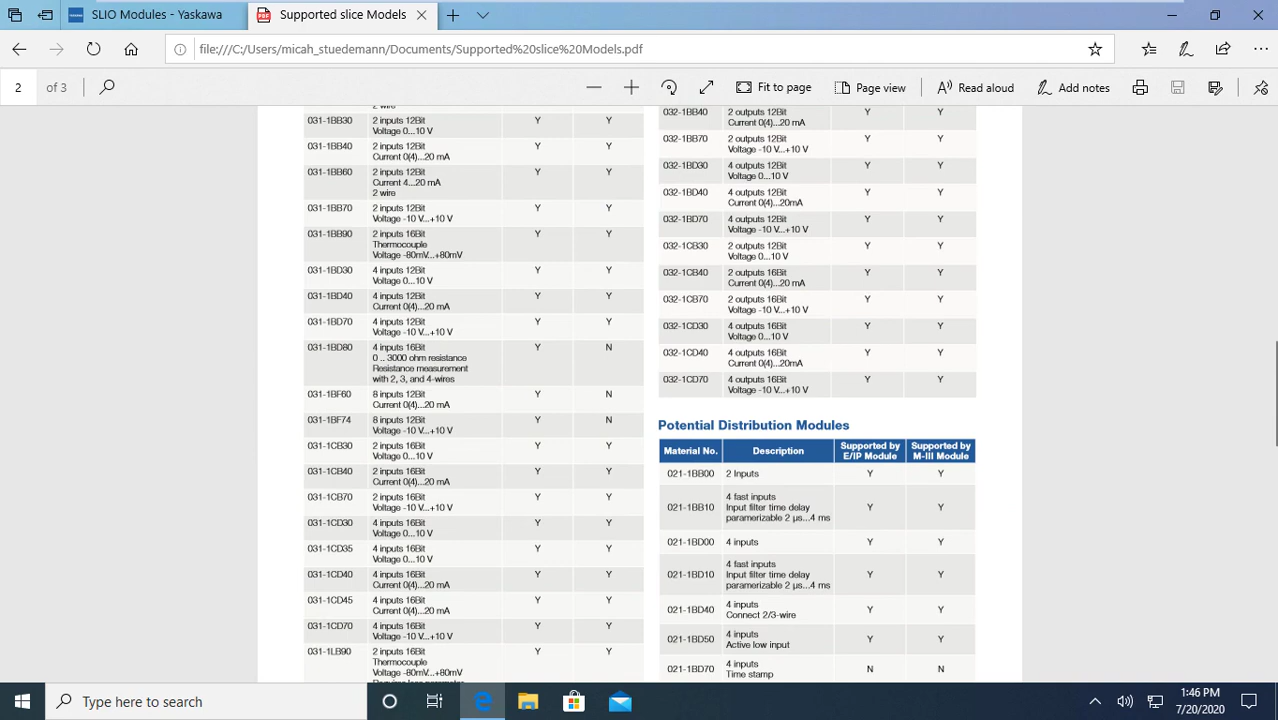 SLIO Modules - Yaskawa
Supported slice Models
file:///C:/Users/micah_stuedemann/Documents/Supported%20slice%20Models.pdf
2 of 3
Fit to page
Page view
Read aloud
Add notes
2 wire
031-1BB30 2 inputs 12Bit Y Y
Voltage 0...10 V
031-1BB40 2 inputs 12Bit Y Y
Current 0(4)...20 mA
031-1BB60 2 inputs 12Bit Y Y
Current 4...20 mA
2 wire
031-1BB70 2 inputs 12Bit Y Y
Voltage -10 V...+10 V
031-1BB90 2 inputs 16Bit Y Y
Thermocouple
Voltage -80mV...+80mV
031-1BD30 4 inputs 12Bit Y Y
Voltage 0...10 V
031-1BD40 4 inputs 12Bit Y Y
Current 0(4)...20 mA
031-1BD70 4 inputs 12Bit Y Y
Voltage -10 V...+10 V
031-1BD80 4 inputs 16Bit Y N
0 .. 3000 ohm resistance
Resistance measurement
with 2, 3, and 4-wires
031-1BF60 8 inputs 12Bit Y N
Current 0(4)...20 mA
031-1BF74 8 inputs 12Bit Y N
Voltage -10 V...+10 V
031-1CB30 2 inputs 16Bit Y Y
Voltage 0...10 V
031-1CB40 2 inputs 16Bit Y Y
Current 0(4)...20 mA
031-1CB70 2 inputs 16Bit Y Y
Voltage -10 V...+10 V
031-1CD30 4 inputs 16Bit Y Y
Voltage 0...10 V
031-1CD35 4 inputs 16Bit Y Y
Voltage 0...10 V
031-1CD40 4 inputs 16Bit Y Y
Current 0(4)...20 mA
031-1CD45 4 inputs 16Bit Y Y
Current 0(4)...20 mA
031-1CD70 4 inputs 16Bit Y Y
Voltage -10 V...+10 V
031-1LB90 2 inputs 16Bit Y Y
Thermocouple
Voltage -80mV...+80mV
032-1BB40 2 outputs 12Bit Y Y
Current 0(4)...20 mA
032-1BB70 2 outputs 12Bit Y Y
Voltage -10 V...+10 V
032-1BD30 4 outputs 12Bit Y Y
Voltage 0...10 V
032-1BD40 4 outputs 12Bit Y Y
Current 0(4)...20mA
032-1BD70 4 outputs 12Bit Y Y
Voltage -10 V...+10 V
032-1CB30 2 outputs 12Bit Y Y
Voltage 0...10 V
032-1CB40 2 outputs 16Bit Y Y
Current 0(4)...20 mA
032-1CB70 2 outputs 16Bit Y Y
Voltage -10 V...+10 V
032-1CD30 4 outputs 16Bit Y Y
Voltage 0...10 V
032-1CD40 4 outputs 16Bit Y Y
Current 0(4)...20mA
032-1CD70 4 outputs 16Bit Y Y
Voltage -10 V...+10 V
Potential Distribution Modules
Material No. Description Supported by E/IP Module Supported by M-III Module
021-1BB00 2 Inputs Y Y
4 fast inputs
021-1BB10 Input filter time delay Y Y
paramerizable 2 µs...4 ms
021-1BD00 4 inputs Y Y
4 fast inputs
021-1BD10 Input filter time delay Y Y
paramerizable 2 µs...4 ms
021-1BD40 4 inputs Y Y
Connect 2/3-wire
021-1BD50 4 inputs Y Y
Active low input
021-1BD70 4 inputs N N
Time stamp
Type here to search
1:46 PM
7/20/2020